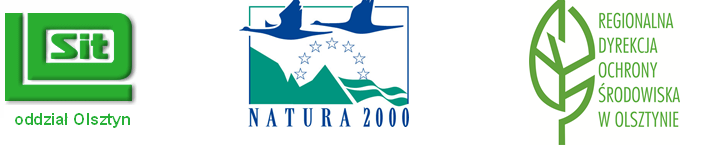 Sit
oddział Olsztyn
NATURA 2000
REGIONALNA
DYREKCJA
OCHRONY
ŚRODOWISKA
W OLSZTYNIE